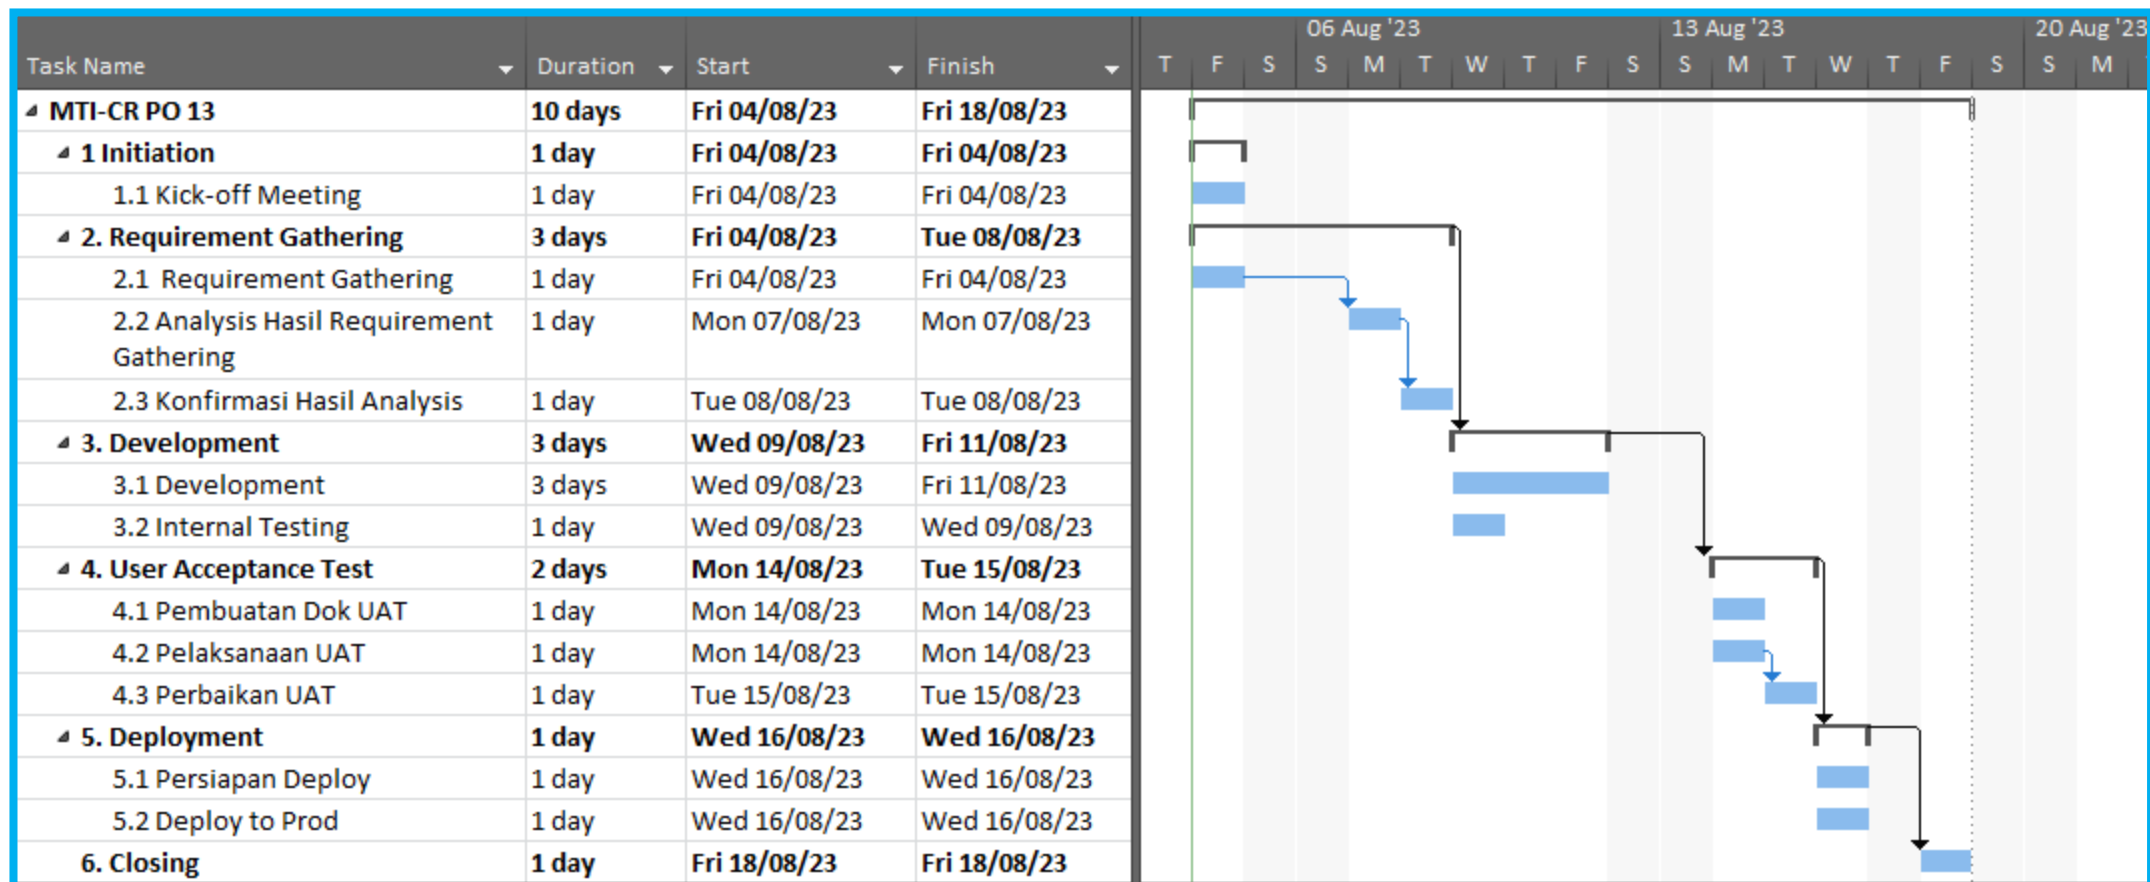 06 Aug '23 13 Aug '23 20 Aug '23
Task Name Duration Start Finish T F S S M T W T F S S M T W T F S S M
MTI-CR PO 13 10 days Fri 04/08/23 Fri 18/08/23
1 Initiation 1 day Fri 04/08/23 Fri 04/08/23
1.1 Kick-off Meeting 1 day Fri 04/08/23 Fri 04/08/23
2. Requirement Gathering 3 days Fri 04/08/23 Tue 08/08/23
2.1 Requirement Gathering 1 day Fri 04/08/23 Fri 04/08/23
2.2 Analysis Hasil Requirement 1 day Mon 07/08/23 Mon 07/08/23
Gathering
2.3 Konfirmasi Hasil Analysis 1 day Tue 08/08/23 Tue 08/08/23
3. Development 3 days Wed 09/08/23 Fri 11/08/23
3.1 Development 3 days Wed 09/08/23 Fri 11/08/23
3.2 Internal Testing 1 day Wed 09/08/23 Wed 09/08/23
4. User Acceptance Test 2 days Mon 14/08/23 Tue 15/08/23
4.1 Pembuatan Dok UAT 1 day Mon 14/08/23 Mon 14/08/23
4.2 Pelaksanaan UAT 1 day Mon 14/08/23 Mon 14/08/23
4.3 Perbaikan UAT 1 day Tue 15/08/23 Tue 15/08/23
5. Deployment 1 day Wed 16/08/23 Wed 16/08/23
5.1 Persiapan Deploy 1 day Wed 16/08/23 Wed 16/08/23
5.2 Deploy to Prod 1 day Wed 16/08/23 Wed 16/08/23
6. Closing 1 day Fri 18/08/23 Fri 18/08/23